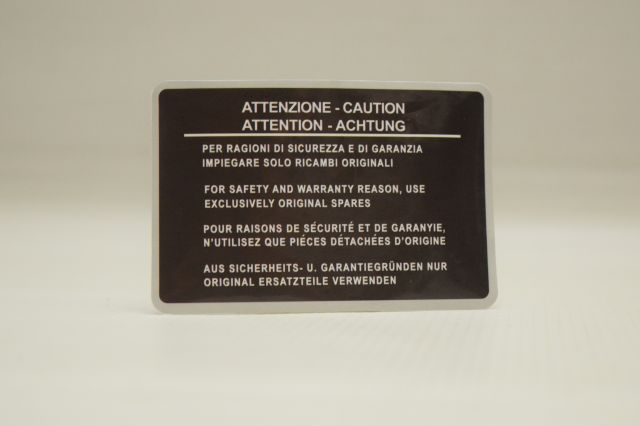 ATTENZIONE - CAUTION
ATTENTION - ACHTUNG
PER RAGIONI DI SICUREZZA E DI GARANZIA
IMPIEGARE SOLO RICAMBI ORIGINALI
FOR SAFETY AND WARRANTY REASON, USE
EXCLUSIVELY ORIGINAL SPARES
POUR RAISONS DE SÉCURITÉ ET DE GARANYIE,
N'UTILISEZ QUE PIÉCES DÉTACHÉES D'ORIGINE
AUS SICHERHEITS- U. GARANTIEGRÜNDEN NUR
ORIGINAL ERSATZTEILE VERWENDEN